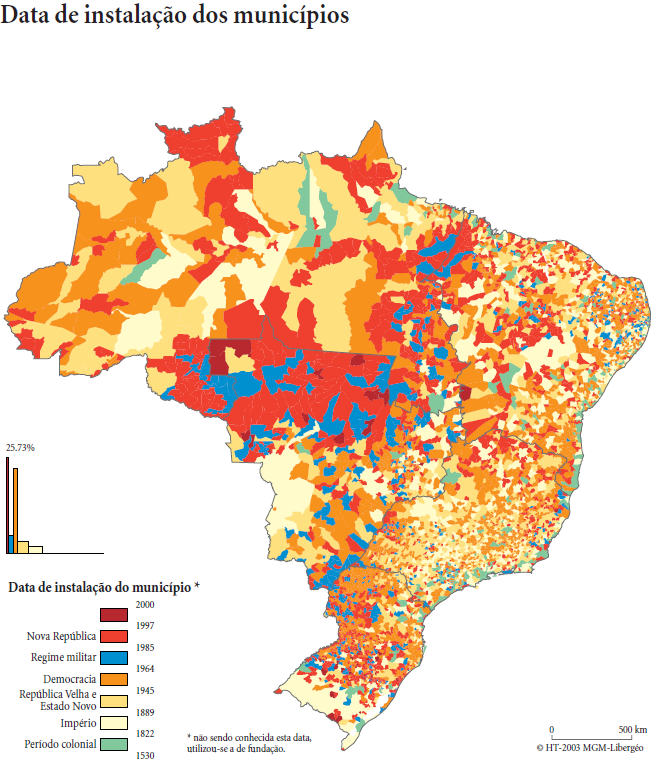 Data de instalação dos municípios
25.73%
Data de instalação do município *
2000
1997
Nova República
1985
Regime militar
1964
Democracia
1945
República Velha e
Estado Novo
1889
Império
1822
Período colonial
1530
* não sendo conhecida esta data,
utilizou-se a de fundação.
0 500 km
© HT-2003 MGM-Libergéo